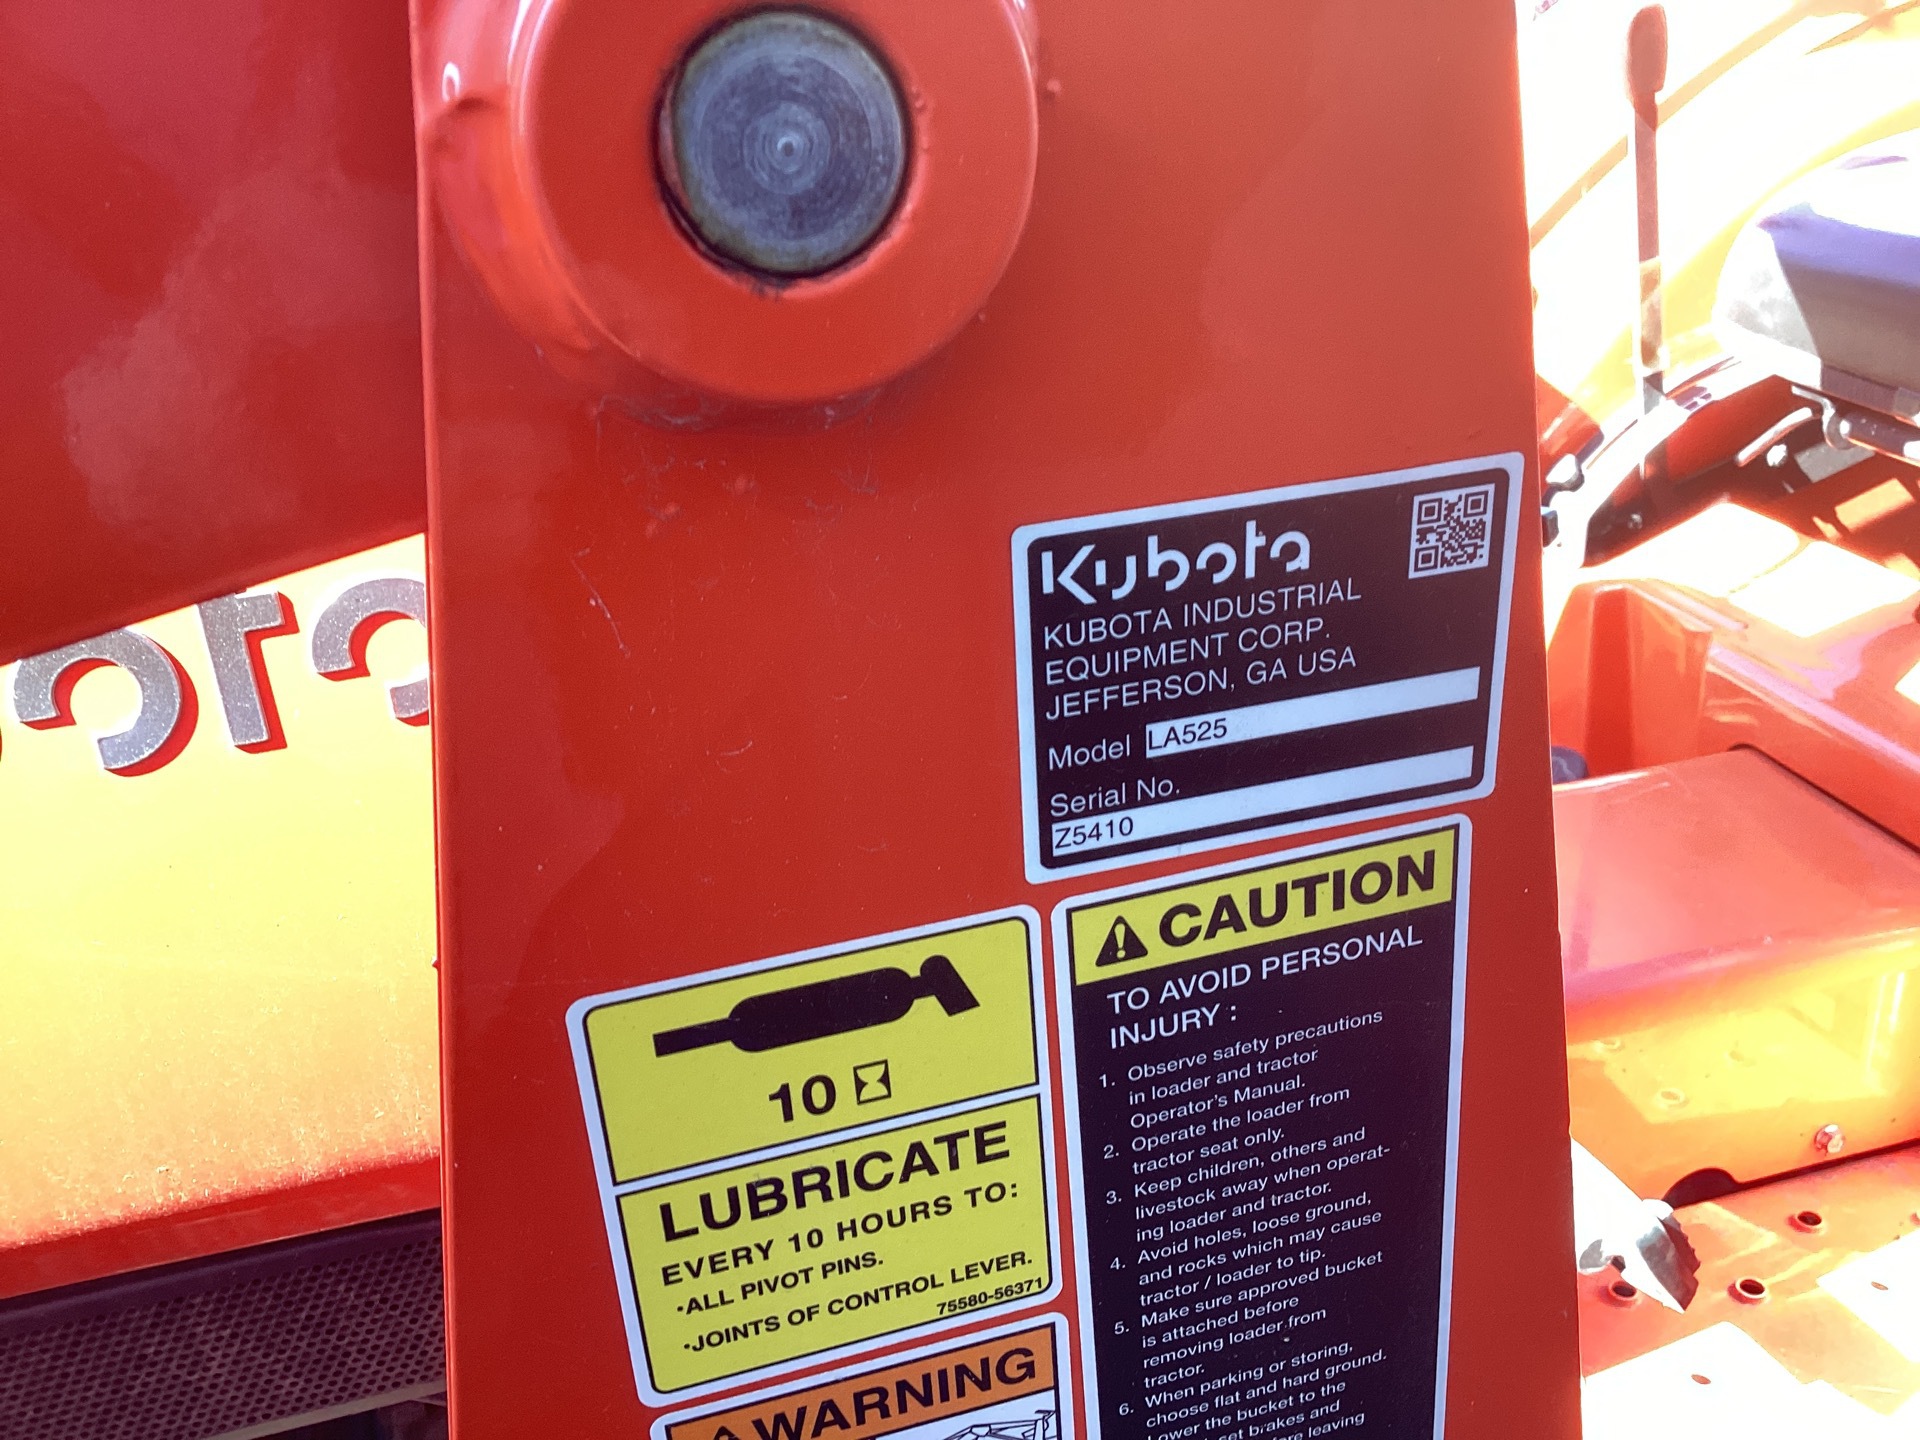 Kubota
KUBOTA INDUSTRIAL
EQUIPMENT CORP.
JEFFERSON, GA USA
Model LA525
Serial No.
Z5410
10
LUBRICATE
EVERY 10 HOURS TO:
•ALL PIVOT PINS.
•JOINTS OF CONTROL LEVER.
75580-56371
WARNING
CAUTION
TO AVOID PERSONAL
INJURY :
1. Observe safety precautions
in loader and tractor
Operator's Manual.
2. Operate the loader from
tractor seat only.
3. Keep children, others and
livestock away when operat-
ing loader and tractor.
4. Avoid holes, loose ground,
and rocks which may cause
tractor / loader to tip.
5. Make sure approved bucket
is attached before
removing loader from
tractor.
6. When parking or storing,
choose flat and hard ground.
Lower the bucket to the
set brakes and
leaving